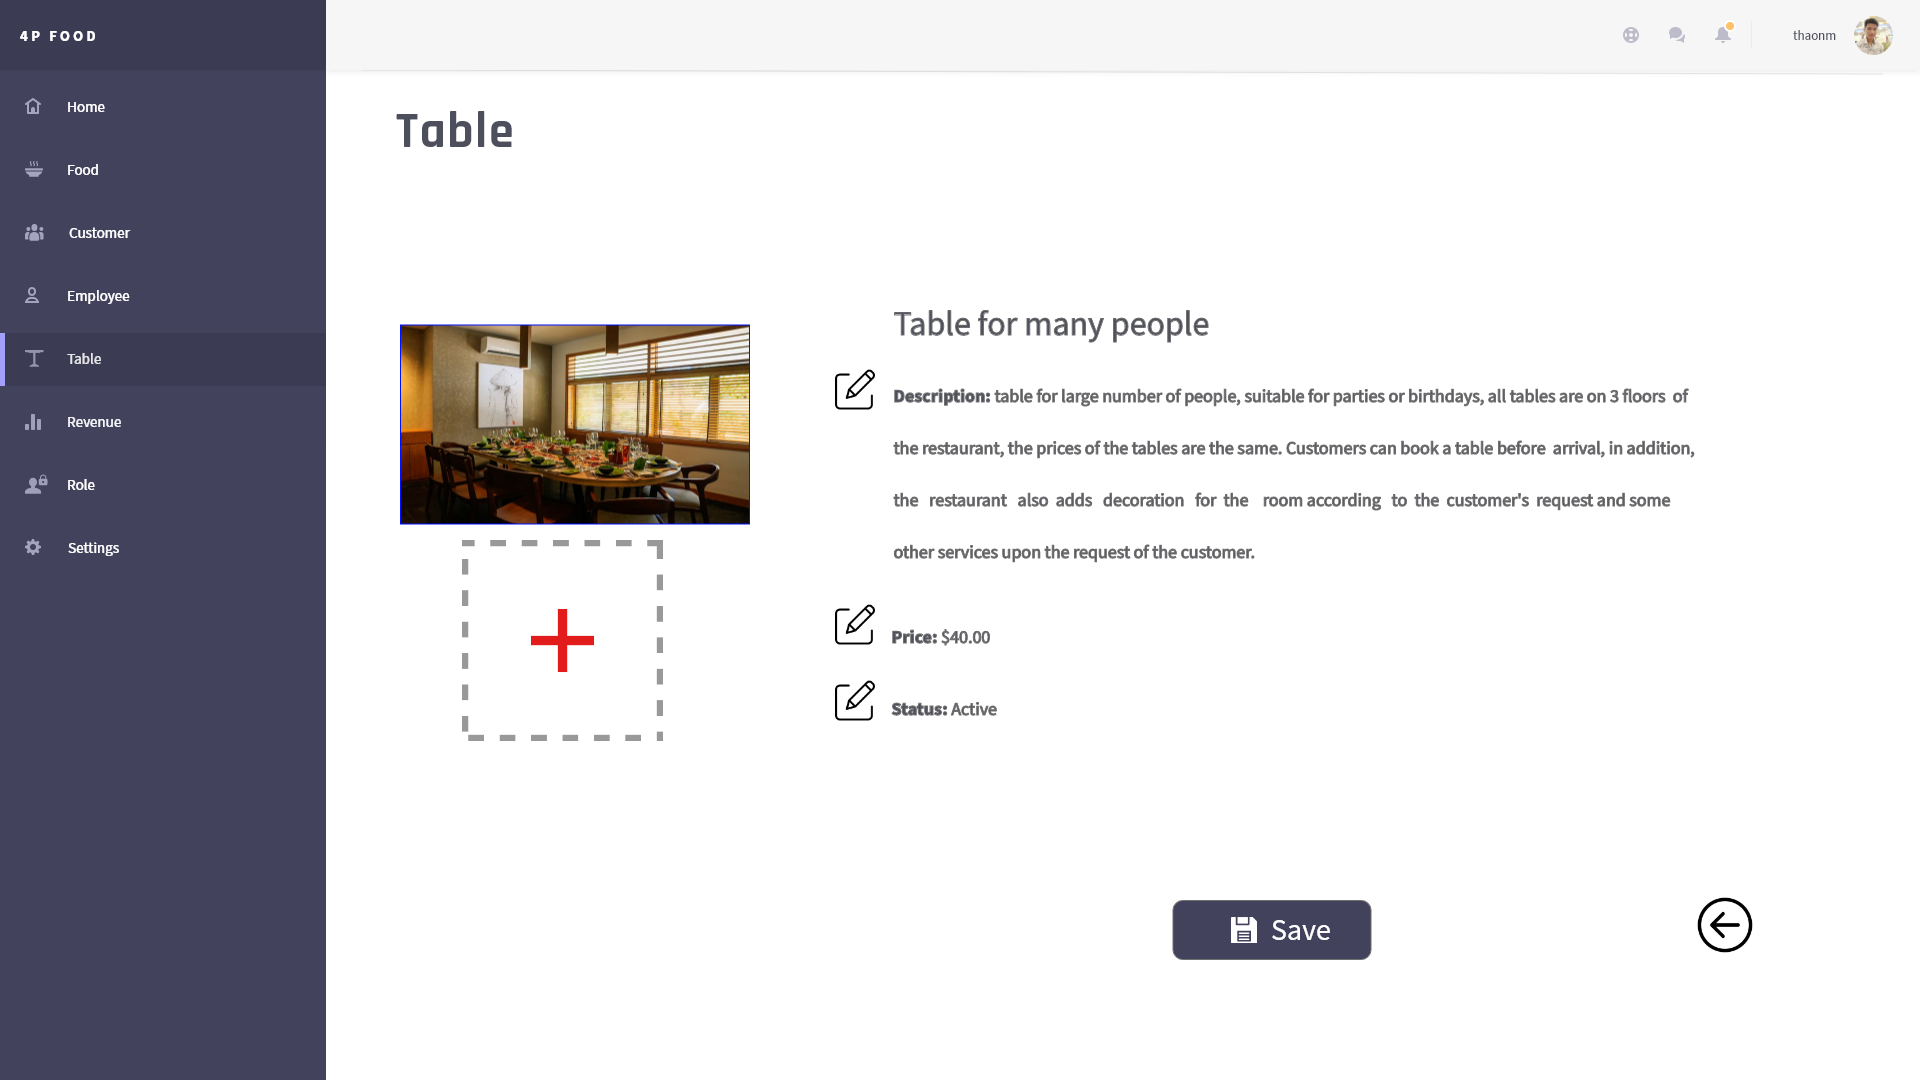 4P FOOD
thaonm
Home
Food
Customer
Employee
Table
Revenue
Role
Settings
Table
Table for many people
Description: table for large number of people, suitable for parties or birthdays, all tables are on 3 floors of
the restaurant, the prices of the tables are the same. Customers can book a table before arrival, in addition,
the restaurant also adds decoration for the room according to the customer's request and some
other services upon the request of the customer.
Price: $40.00
Status: Active
Save